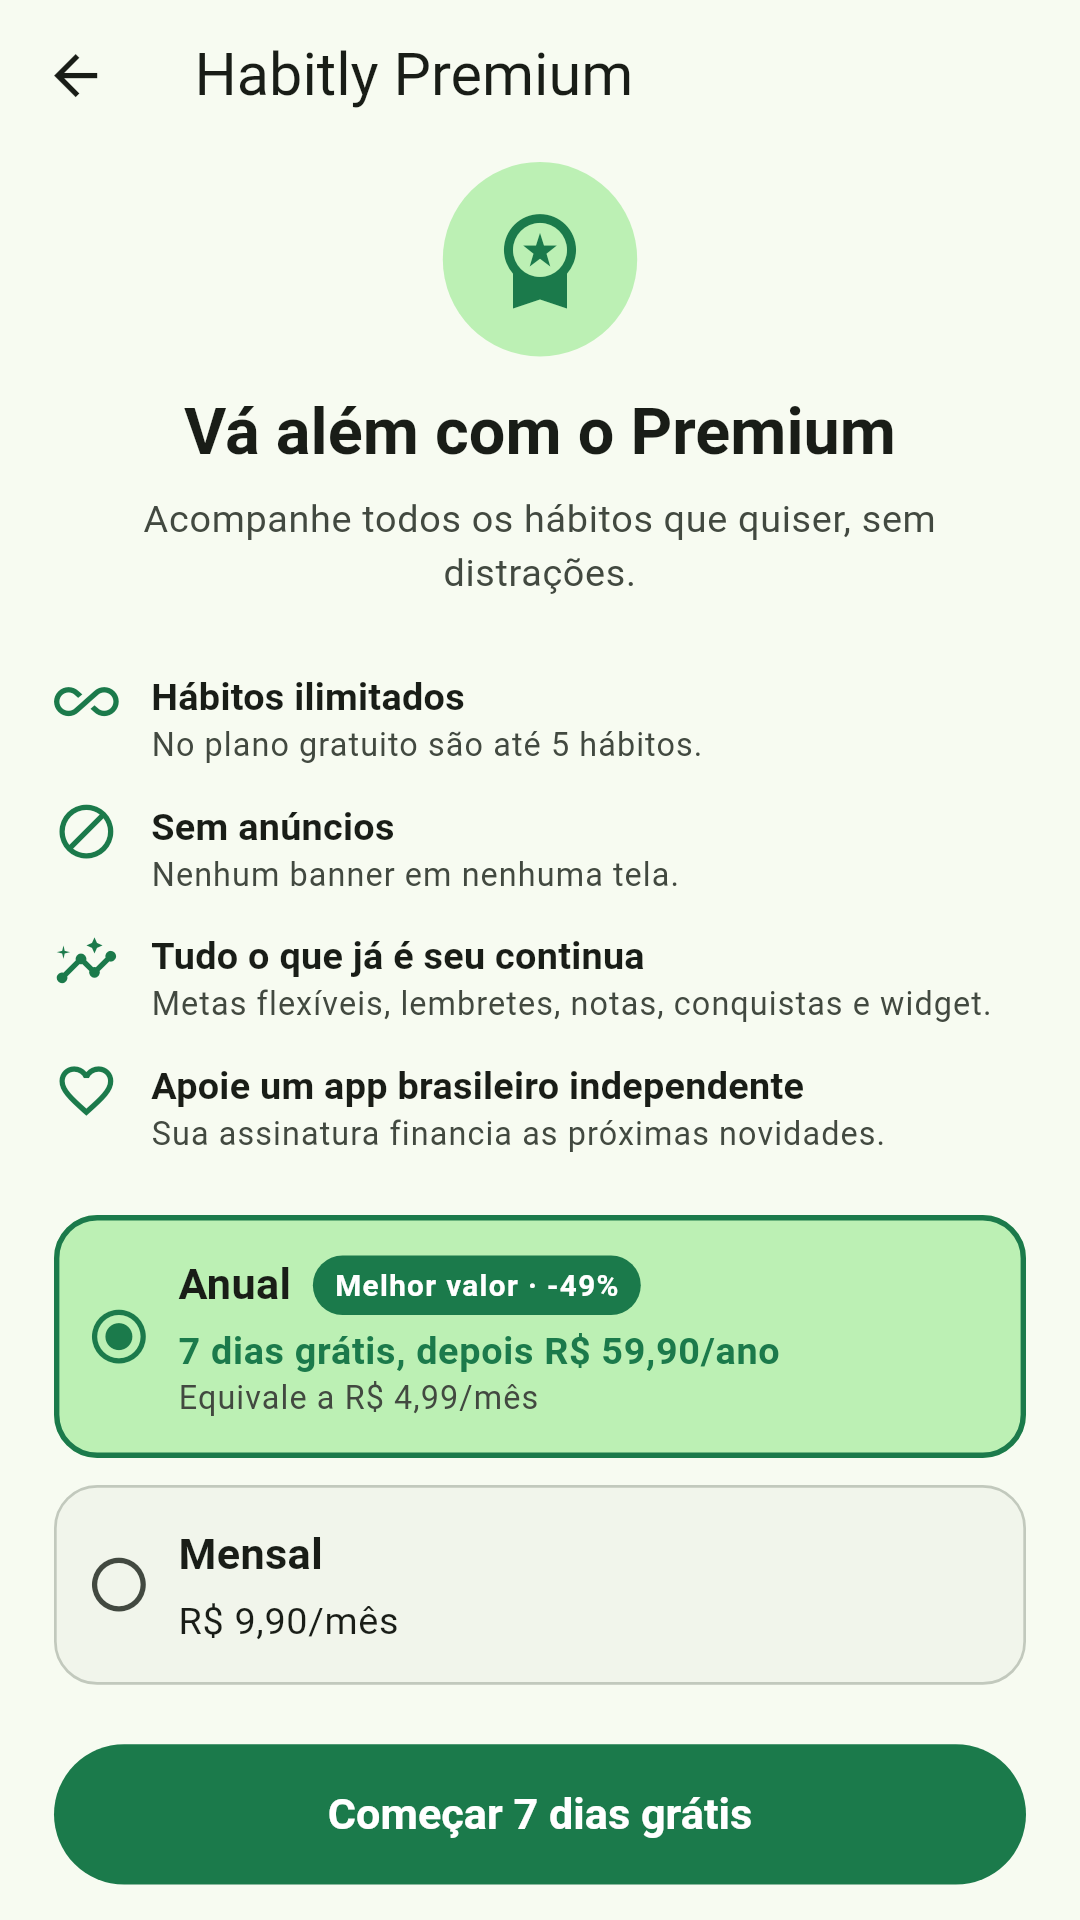 Habitly Premium
Vá além com o Premium
Acompanhe todos os hábitos que quiser, sem
distrações.
Hábitos ilimitados
No plano gratuito são até 5 hábitos.
Sem anúncios
Nenhum banner em nenhuma tela.
Tudo o que já é seu continua
Metas flexíveis, lembretes, notas, conquistas e widget.
Apoie um app brasileiro independente
Sua assinatura financia as próximas novidades.
Anual
Melhor valor · -49%
7 dias grátis, depois R$ 59,90/ano
Equivale a R$ 4,99/mês
Mensal
R$ 9,90/mês
Começar 7 dias grátis